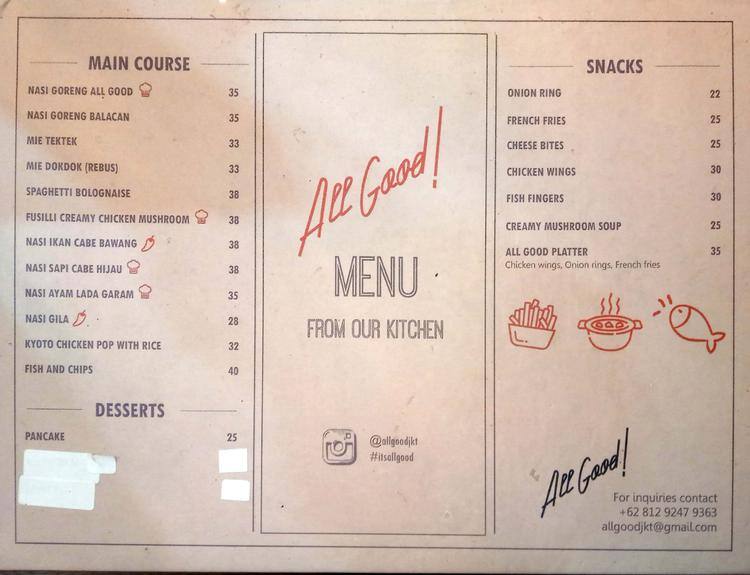 MAIN COURSE
NASI GORENG ALL GOOD 35
NASI GORENG BALACAN 35
MIE TEKTEK 33
MIE DOKDOK (REBUS) 33
SPAGHETTI BOLOGNAISE 38
FUSILLI CREAMY CHICKEN MUSHROOM 38
NASI IKAN CABE BAWANG 38
NASI SAPI CABE HIJAU 38
NASI AYAM LADA GARAM 35
NASI GILA 28
KYOTO CHICKEN POP WITH RICE 32
FISH AND CHIPS 40
DESSERTS
PANCAKE 25
All Good!
MENU
FROM OUR KITCHEN
@allgoodjkt
#itsallgood
SNACKS
ONION RING 22
FRENCH FRIES 25
CHEESE BITES 25
CHICKEN WINGS 30
FISH FINGERS 30
CREAMY MUSHROOM SOUP 25
ALL GOOD PLATTER 35
Chicken wings, Onion rings, French fries
All Good!
For inquiries contact
+62 812 9247 9363
allgoodjkt@gmail.com